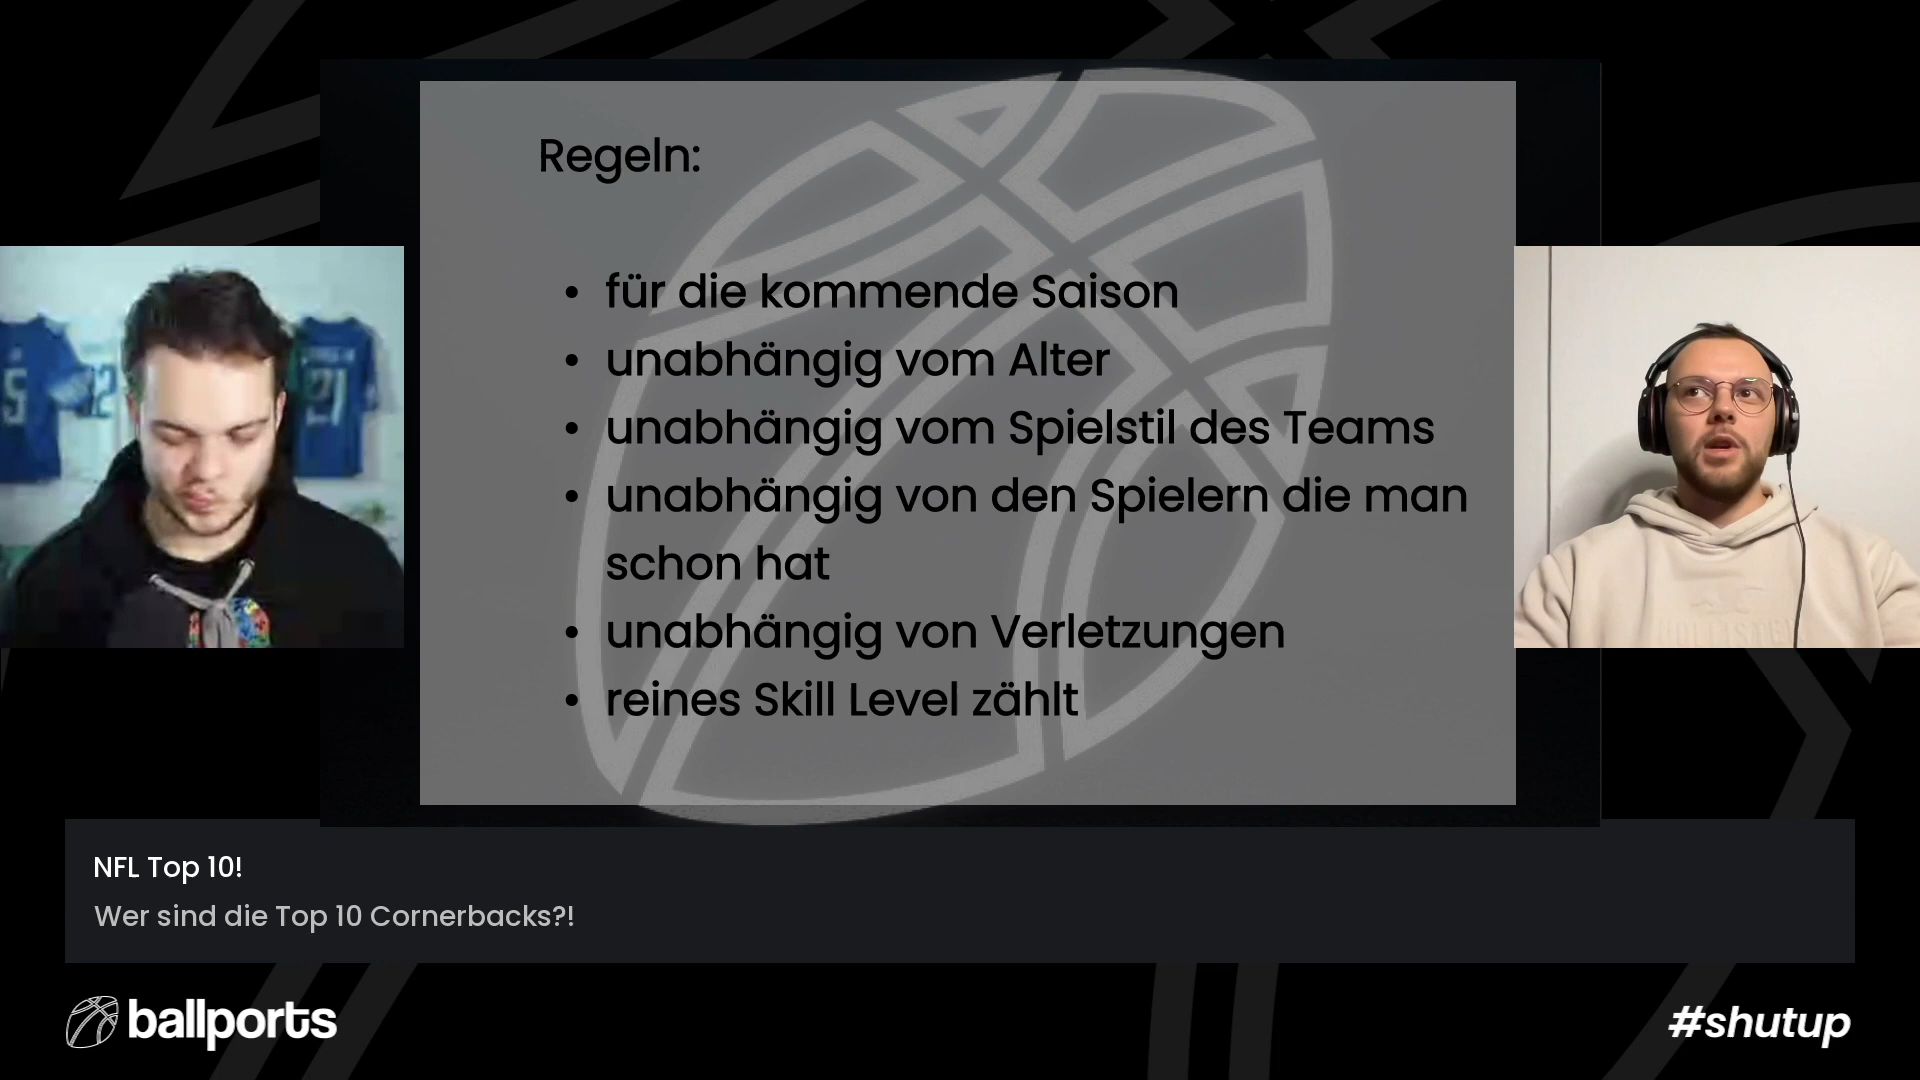 Regeln:
• für die kommende Saison
• unabhängig vom Alter
• unabhängig vom Spielstil des Teams
• unabhängig von den Spielern die man
schon hat
• unabhängig von Verletzungen
• reines Skill Level zählt
5
21
NFL Top 10!
Wer sind die Top 10 Cornerbacks?!
ballports
#shutup